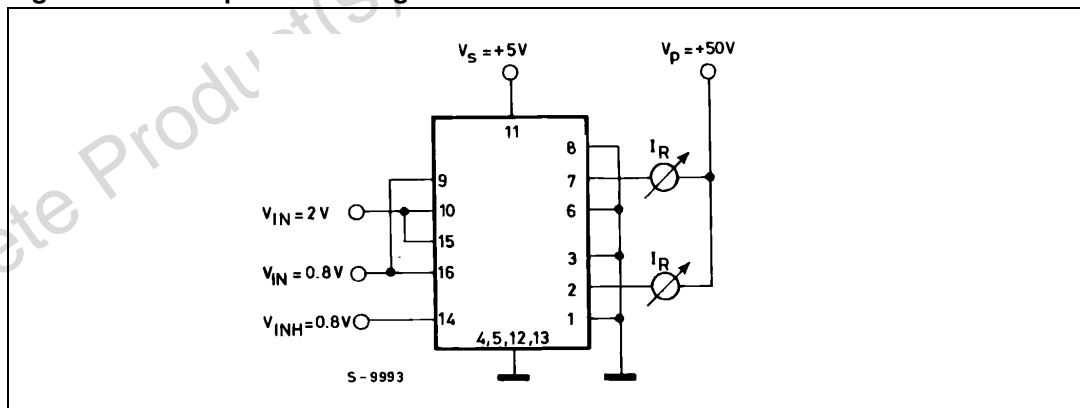 V_S = +5V
V_p = +50V
11
8
I_R
7
9
V_IN = 2 V
10
6
15
3
I_R
V_IN = 0.8V
16
2
V_INH = 0.8V
14
1
4,5,12,13
S-9993